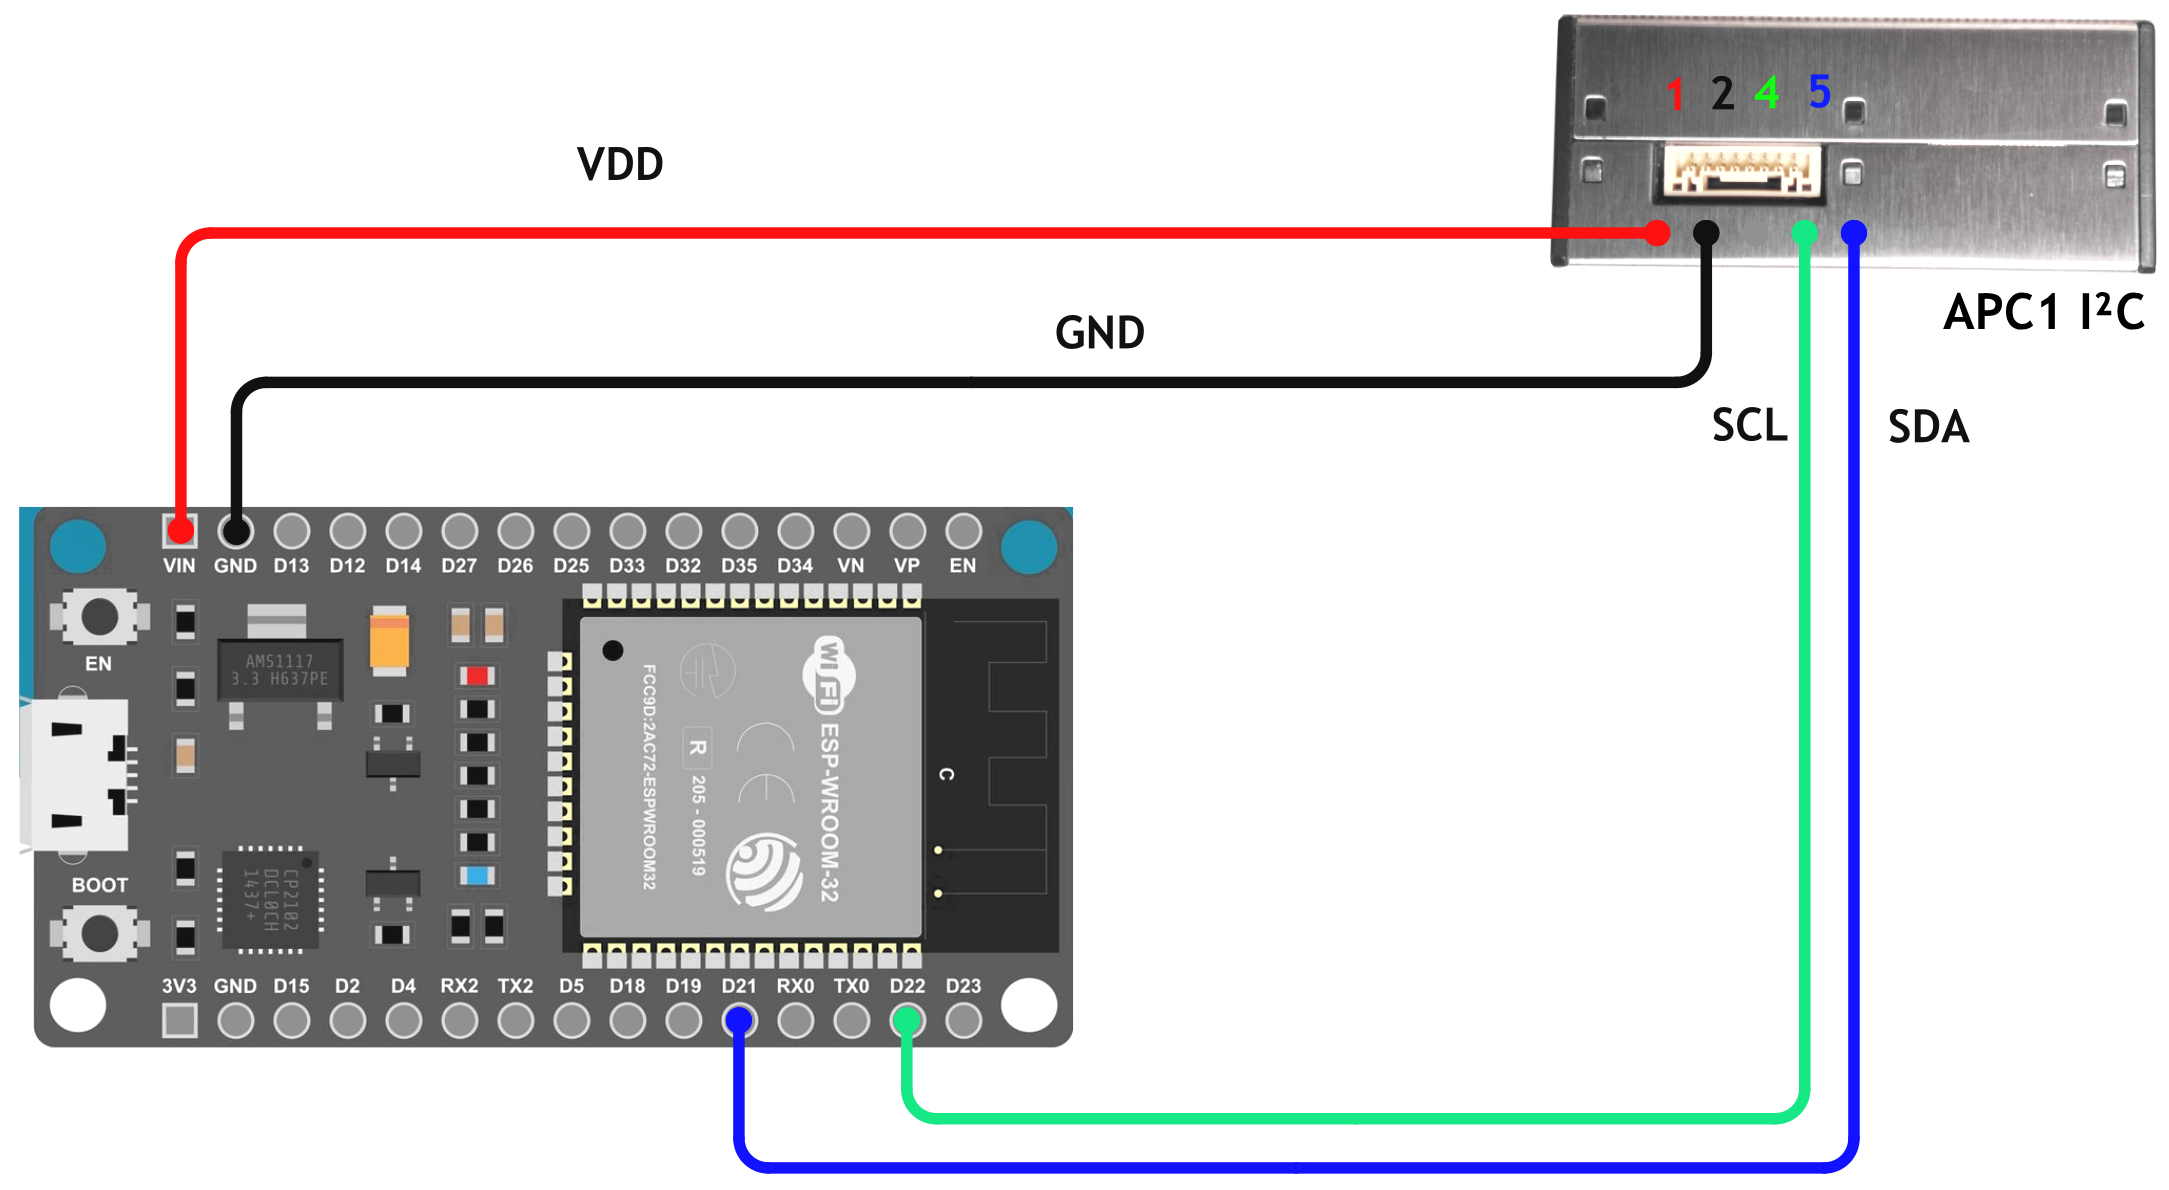 1 2 4 5
VDD
APC1 I²C
GND
SCL
SDA
VIN GND D13 D12 D14 D27 D26 D25 D33 D32 D35 D34 VN VP EN
EN
AMS1117
3.3 H637PE
BOOT
CP2102
DCL0CH
1437+
FCC9D:2AC72-ESPWROOM32
R 205 - 000519
Wi Fi ESP-WROOM-32
C
3V3 GND D15 D2 D4 RX2 TX2 D5 D18 D19 D21 RX0 TX0 D22 D23